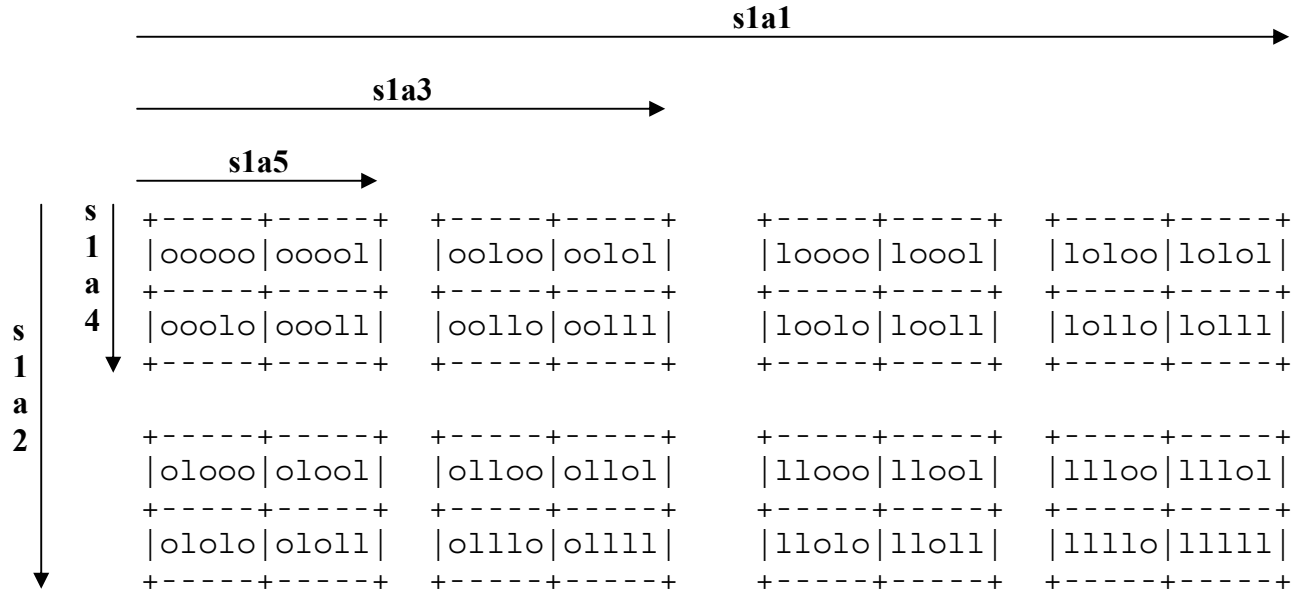 s1a1
s1a3
s1a5
s1a2
s1a4
+-----+-----+ +-----+-----+ +-----+-----+ +-----+-----+
|ooooo|ooool| |ooloo|oolol| |loooo|loool| |loloo|lolol|
+-----+-----+ +-----+-----+ +-----+-----+ +-----+-----+
|ooolo|oooll| |oollo|oolll| |loolo|looll| |lollo|lolll|
+-----+-----+ +-----+-----+ +-----+-----+ +-----+-----+
+-----+-----+ +-----+-----+ +-----+-----+ +-----+-----+
|olooo|olool| |olloo|ollol| |llooo|llool| |llloo|lllol|
+-----+-----+ +-----+-----+ +-----+-----+ +-----+-----+
|ololo|ololl| |olllo|ollll| |llolo|lloll| |llllo|lllll|
+-----+-----+ +-----+-----+ +-----+-----+ +-----+-----+